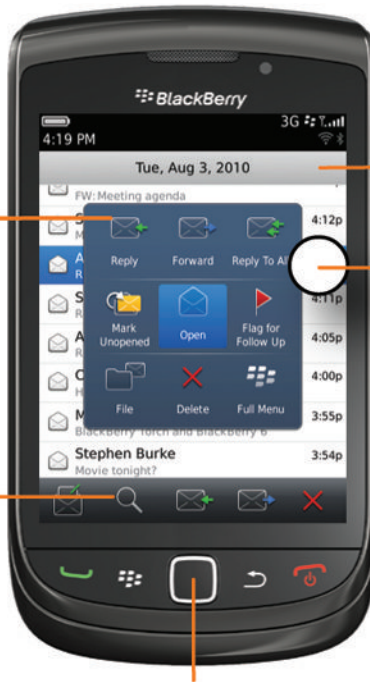 BlackBerry
3G
4:19 PM
Tue, Aug 3, 2010
FW: Meeting agenda
S 4:12p
Reply Forward Reply To All
A
R
S 4:11p
R
Mark Unopened Open Flag for Follow Up
A 4:05p
R
C 4:00p
H
File Delete Full Menu
M 3:55p
BlackBerry Torch and BlackBerry 6
Stephen Burke 3:54p
Movie tonight?